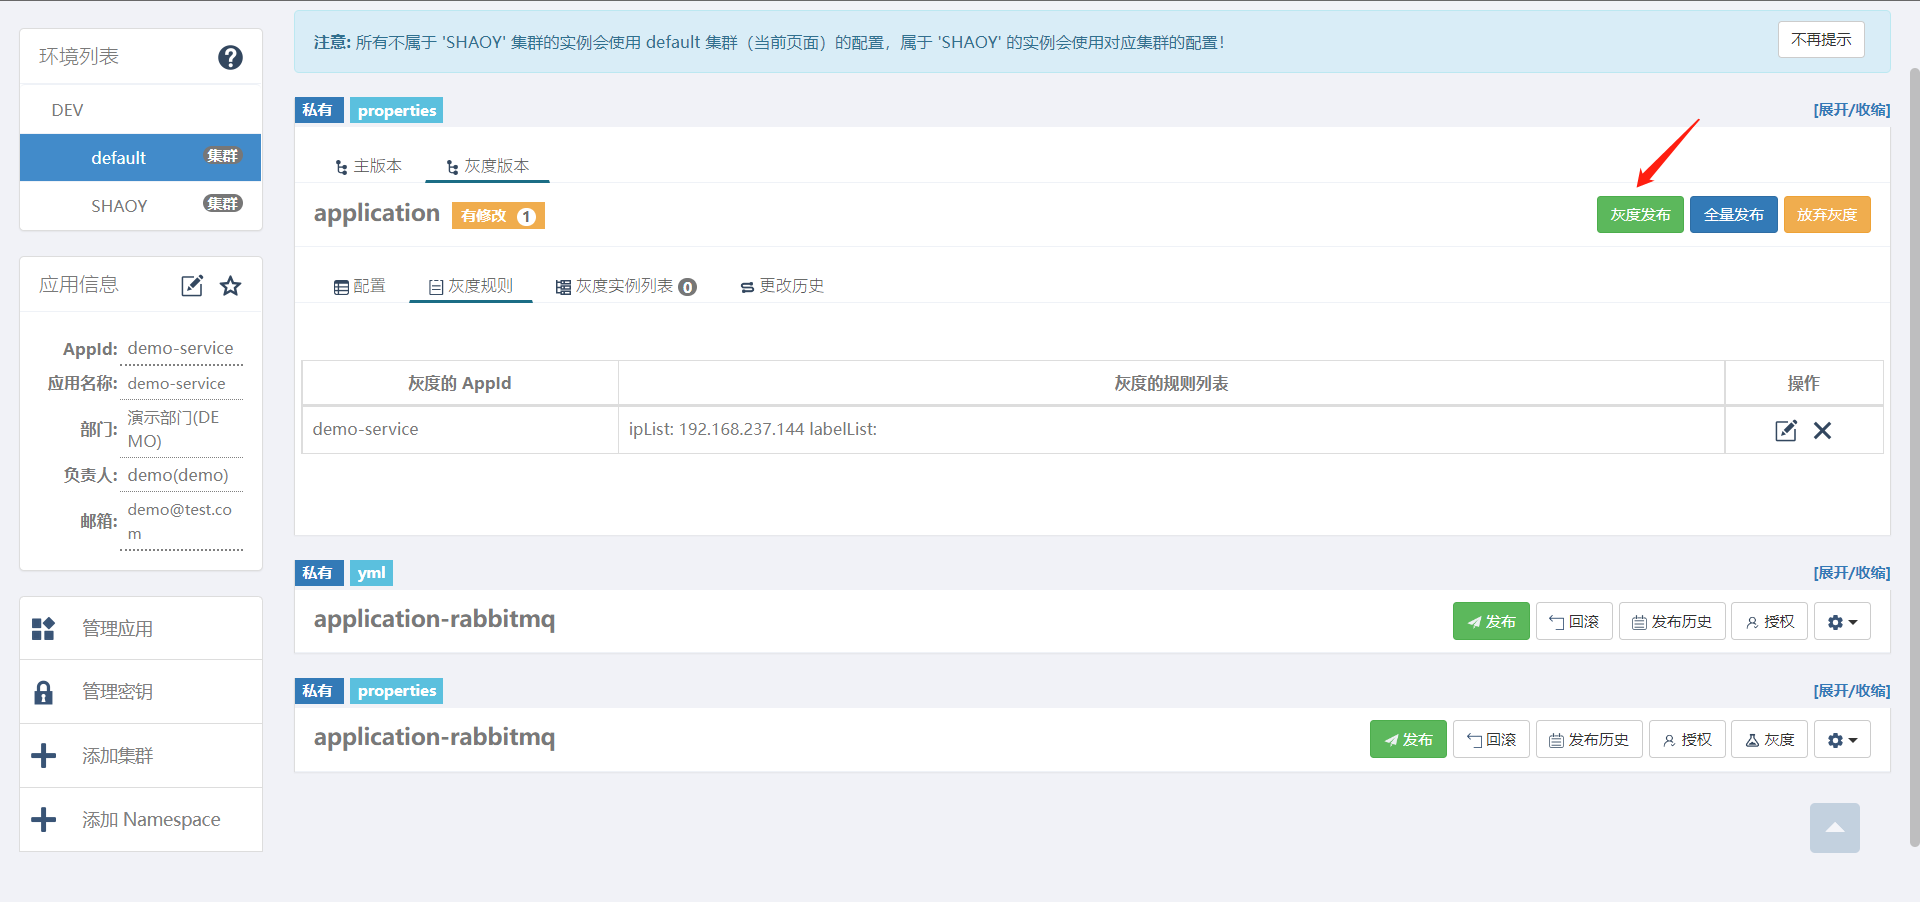 环境列表
DEV
default 集群
SHAOY 集群
应用信息
AppId: demo-service
应用名称: demo-service
部门: 演示部门(DE
MO)
负责人: demo(demo)
邮箱: demo@test.co
m
管理应用
管理密钥
添加集群
添加 Namespace
注意: 所有不属于 'SHAOY' 集群的实例会使用 default 集群（当前页面）的配置，属于 'SHAOY' 的实例会使用对应集群的配置！ 不再提示
私有 properties [展开/收缩]
主版本 灰度版本
application 有修改 1 灰度发布 全量发布 放弃灰度
配置 灰度规则 灰度实例列表 0 更改历史
灰度的 AppId 灰度的规则列表 操作
demo-service ipList: 192.168.237.144 labelList:
私有 yml [展开/收缩]
application-rabbitmq 发布 回滚 发布历史 授权
私有 properties [展开/收缩]
application-rabbitmq 发布 回滚 发布历史 授权 灰度